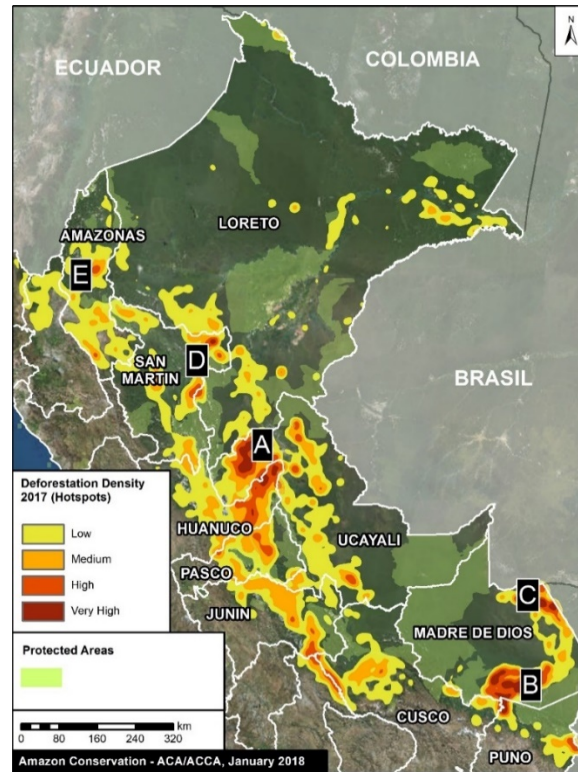 N
COLOMBIA
ECUADOR
LORETO
AMAZONAS
E
SAN
MARTIN
D
BRASIL
A
Deforestation Density
2017 (Hotspots)
Low
Medium
High
Very High
HUANUCO
UCAYALI
PASCO
JUNIN
C
MADRE DE DIOS
B
Protected Areas
CUSCO
km
0 20 40 80 160 240 320
PUNO
Amazon Conservation - ACA/ACCA, January 2018